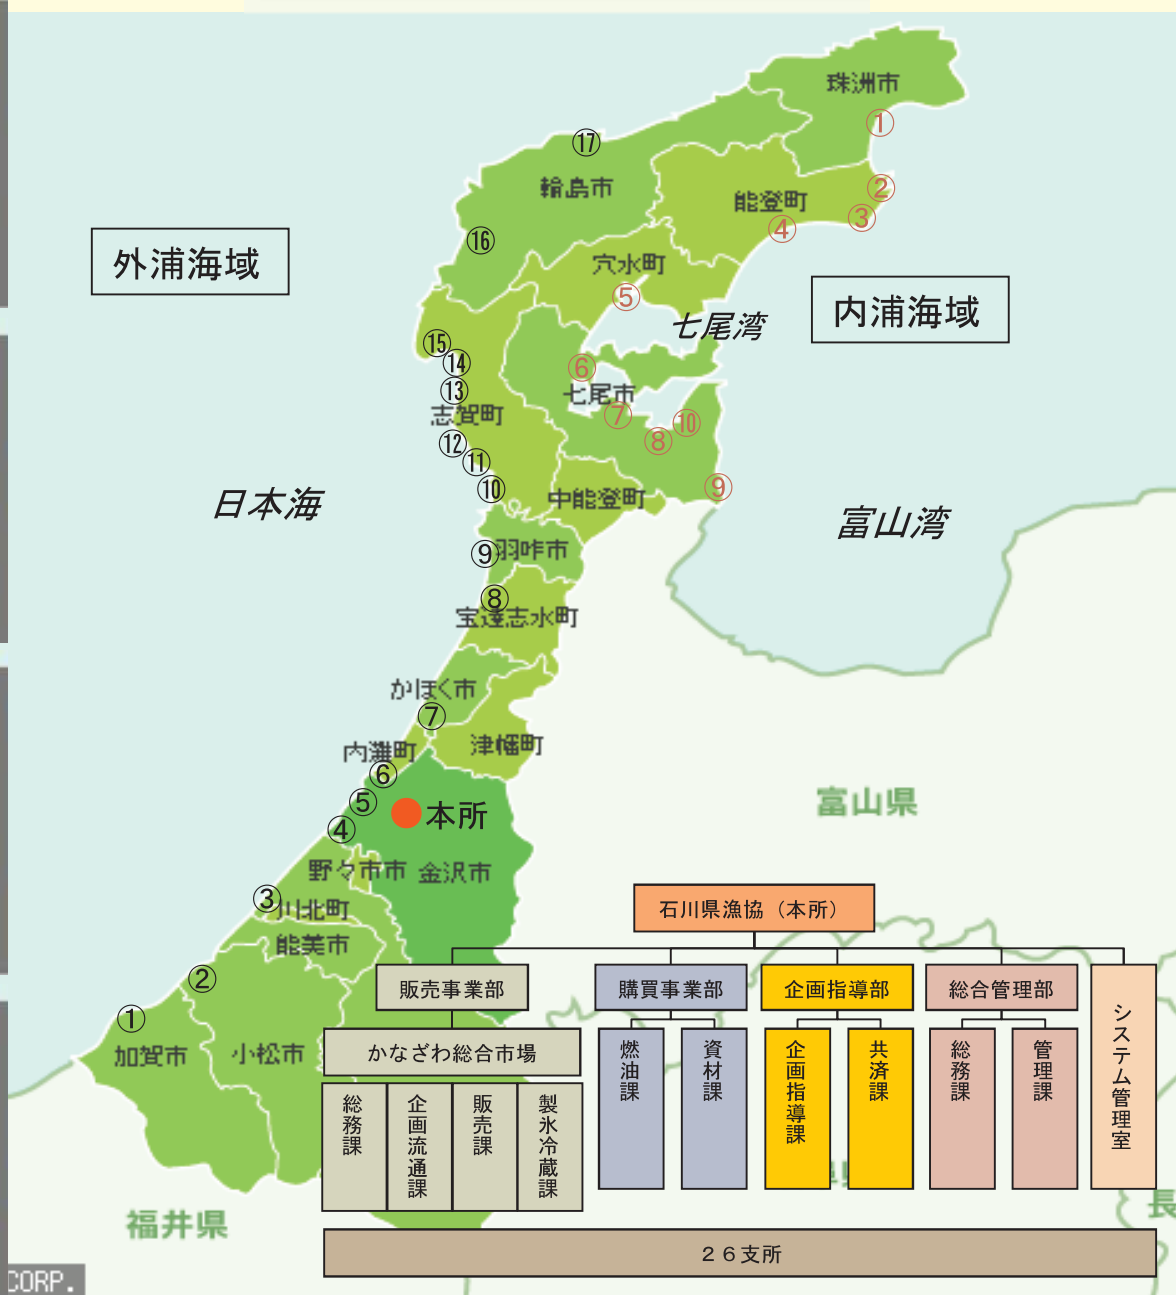 珠洲市
①
⑰
輪島市
②
能登町
③
④
⑯
外浦海域
穴水町
⑤
内浦海域
七尾湾
⑮
⑭
⑥
⑬
七尾市
志賀町
⑦
⑩
⑧
⑫
⑪
⑩
⑨
中能登町
日本海
富山湾
⑨
羽咋市
⑧
宝達志水町
かほく市
⑦
内灘町
津幡町
⑥
⑤
本所
富山県
④
野々市市
金沢市
③
川北町
能美市
②
①
加賀市
小松市
石川県漁協（本所）
販売事業部
購買事業部
企画指導部
総合管理部
システム管理室
かなざわ総合市場
燃油課
資材課
企画指導課
共済課
総務課
管理課
総務課
企画流通課
販売課
製氷冷蔵課
県
長
福井県
２６支所
CORP.